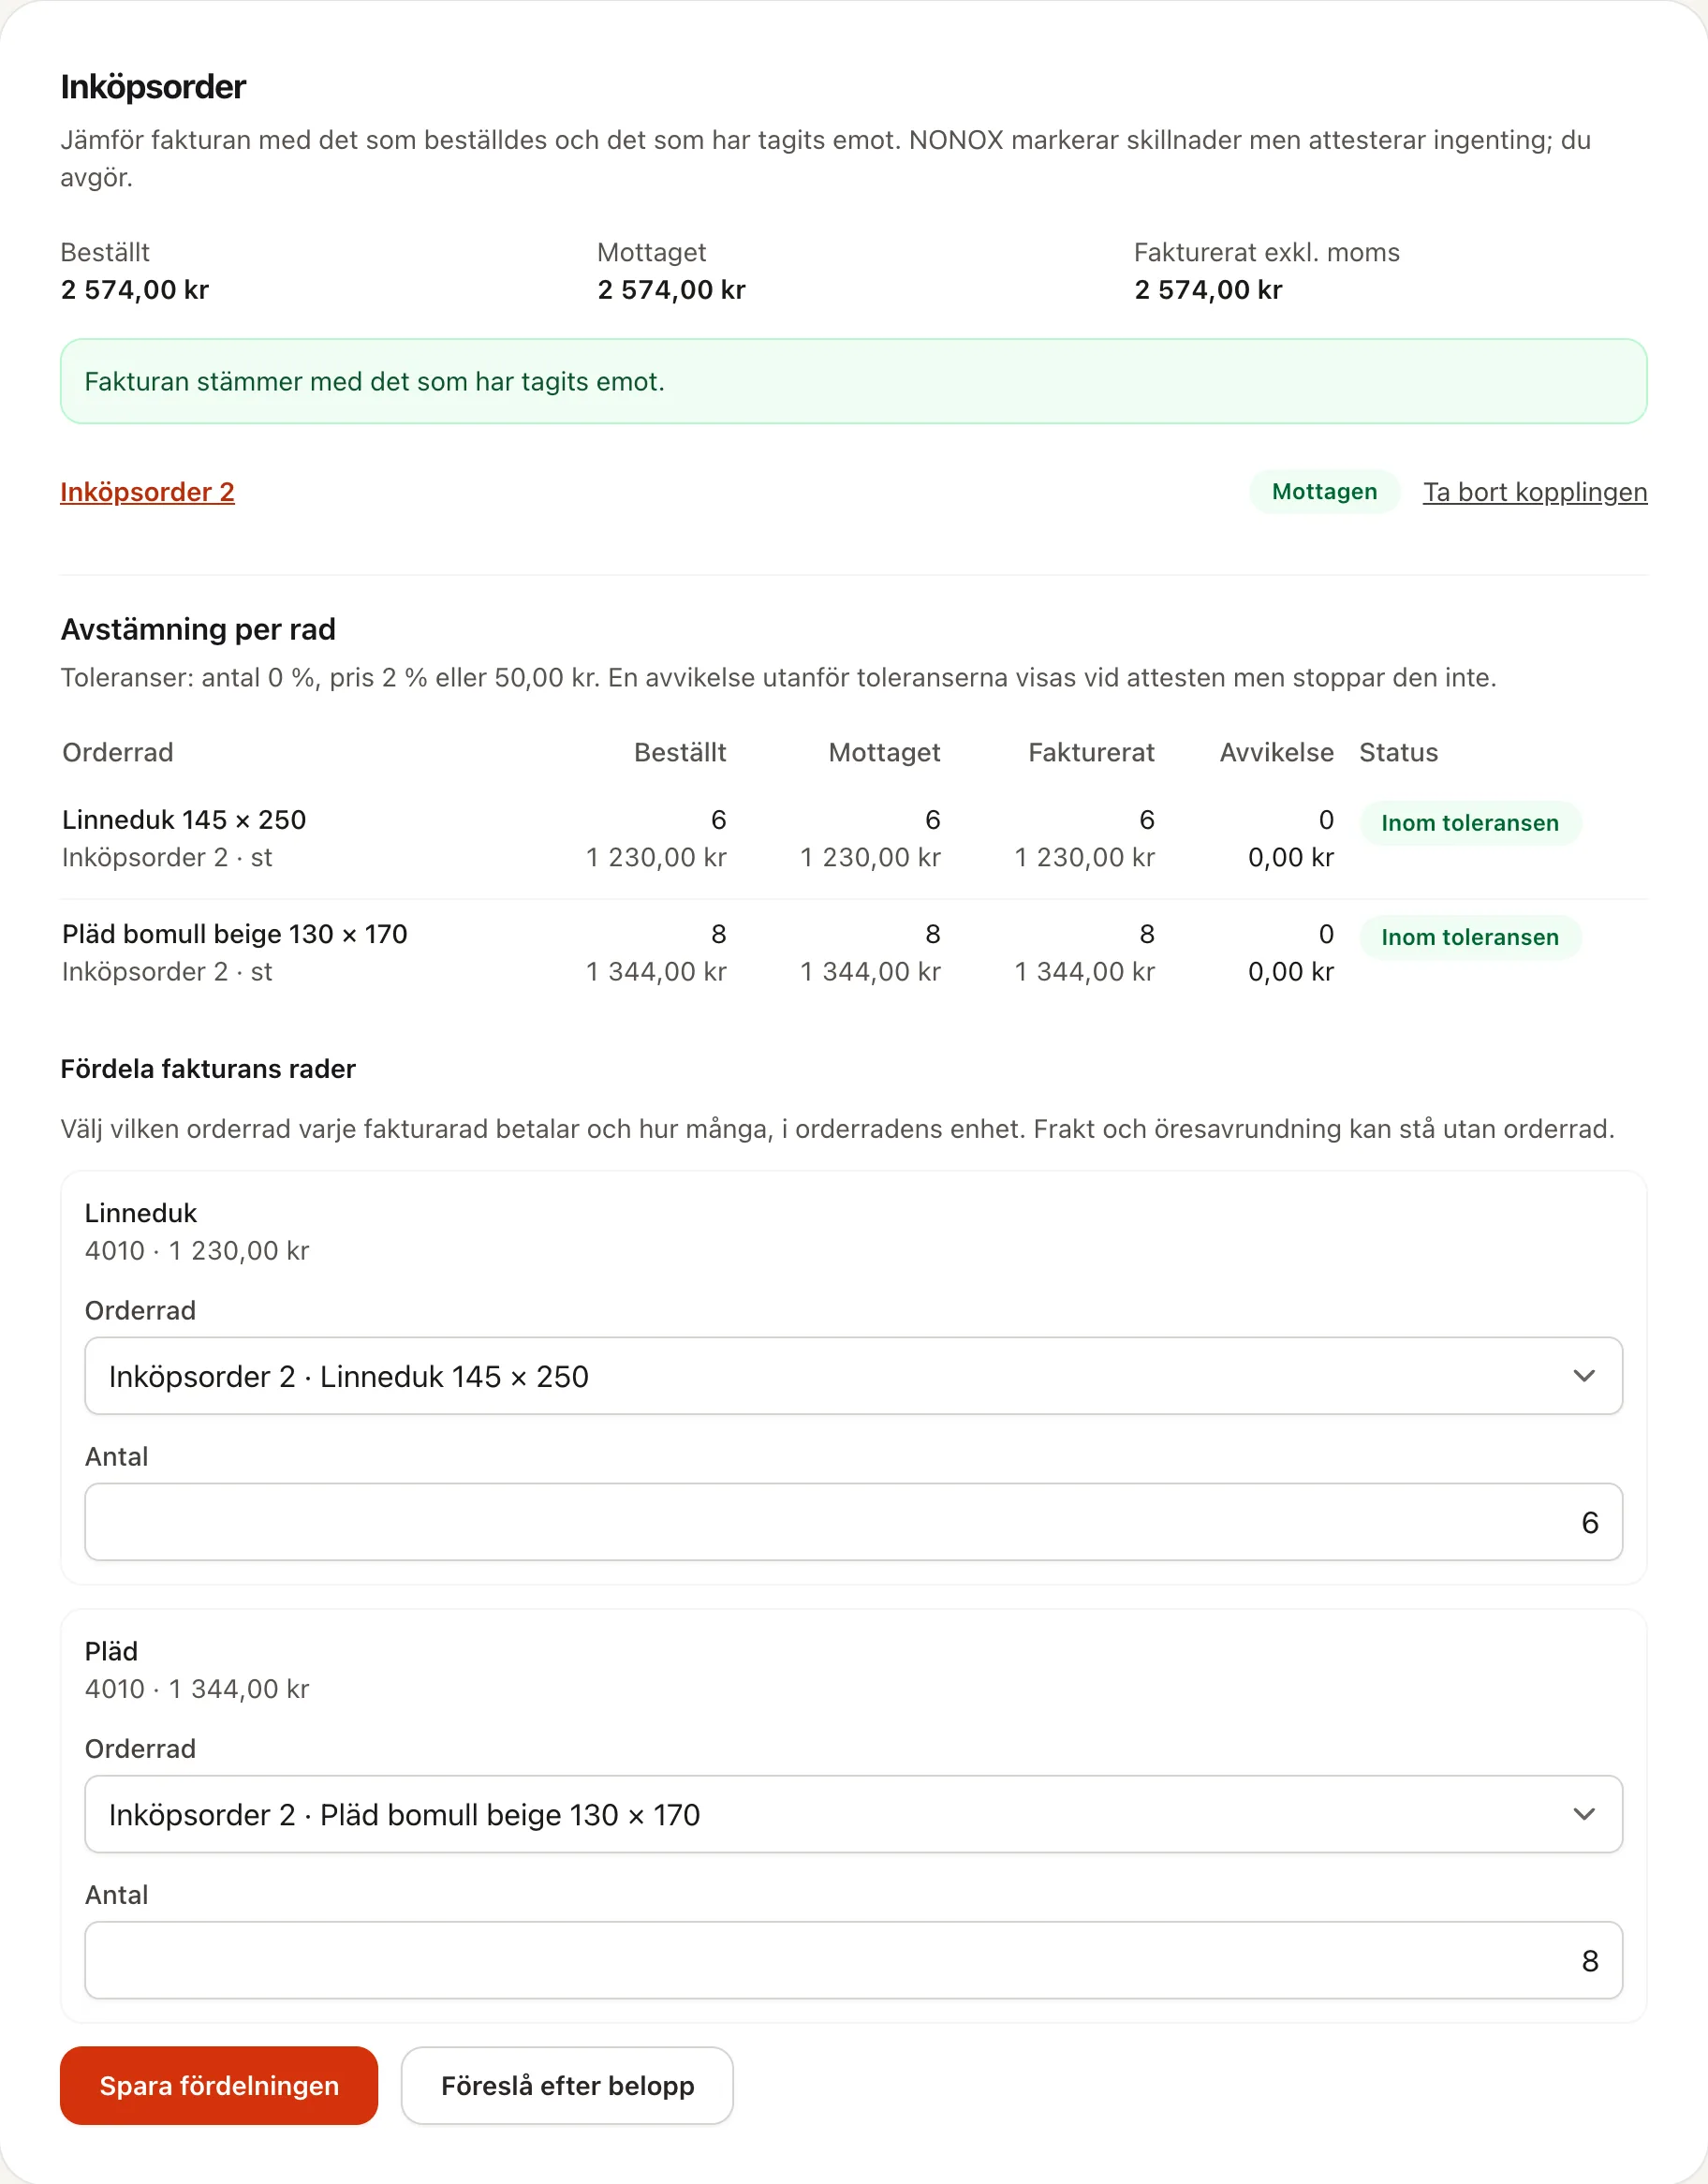 Inköpsorder
Jämför fakturan med det som beställdes och det som har tagits emot. NONOX markerar skillnader men attesterar ingenting; du
avgör.
Beställt Mottaget Fakturerat exkl. moms
2 574,00 kr 2 574,00 kr 2 574,00 kr
Fakturan stämmer med det som har tagits emot.
Inköpsorder 2 Mottagen Ta bort kopplingen
Avstämning per rad
Toleranser: antal 0 %, pris 2 % eller 50,00 kr. En avvikelse utanför toleranserna visas vid attesten men stoppar den inte.
Orderrad Beställt Mottaget Fakturerat Avvikelse Status
Linneduk 145 × 250 6 6 6 0 Inom toleransen
Inköpsorder 2 · st 1 230,00 kr 1 230,00 kr 1 230,00 kr 0,00 kr
Pläd bomull beige 130 × 170 8 8 8 0 Inom toleransen
Inköpsorder 2 · st 1 344,00 kr 1 344,00 kr 1 344,00 kr 0,00 kr
Fördela fakturans rader
Välj vilken orderrad varje fakturarad betalar och hur många, i orderradens enhet. Frakt och öresavrundning kan stå utan orderrad.
Linneduk
4010 · 1 230,00 kr
Orderrad
Inköpsorder 2 · Linneduk 145 × 250
Antal
6
Pläd
4010 · 1 344,00 kr
Orderrad
Inköpsorder 2 · Pläd bomull beige 130 × 170
Antal
8
Spara fördelningen Föreslå efter belopp